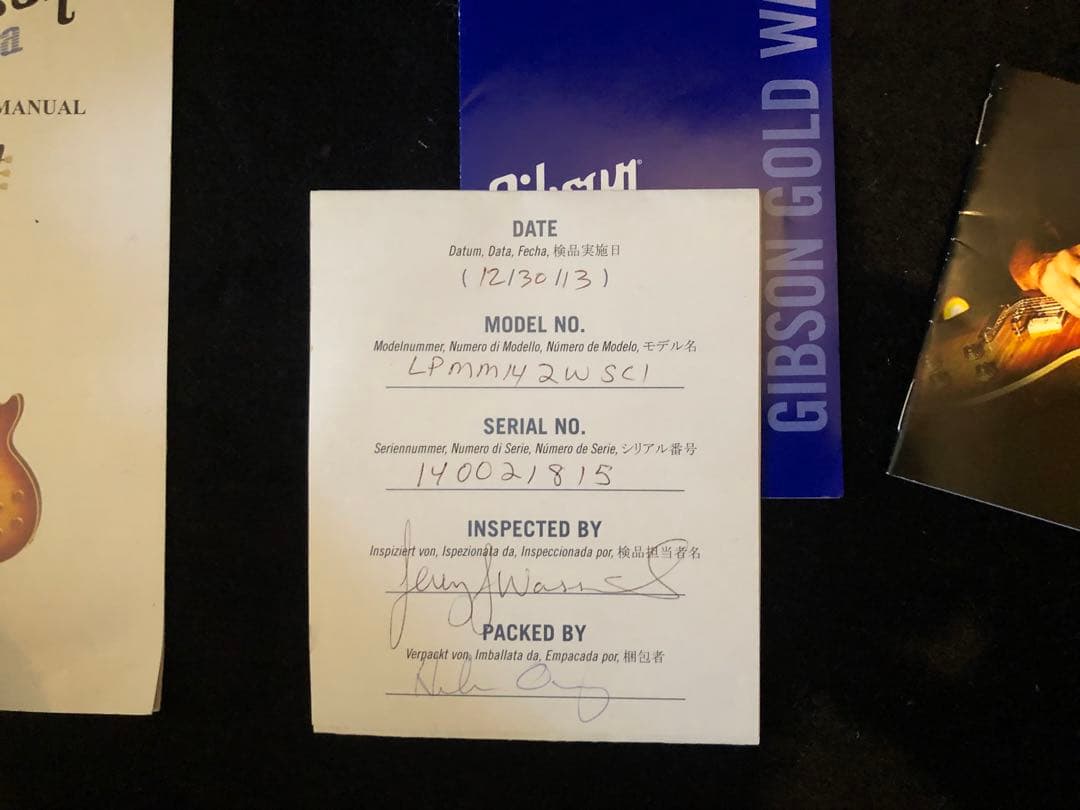 MANUAL
Gibson
GIBSON GOLD WA
DATE
Datum, Data, Fecha, 検品実施日
(12/30/13)
MODEL NO.
Modelnummer, Numero di Modello, Número de Modelo, モデル名
LPMM142WSC1
SERIAL NO.
Seriennummer, Numero di Serie, Número de Serie, シリアル番号
140021815
INSPECTED BY
Inspiziert von, Ispezionata da, Inspeccionada por, 検品担当者名
PACKED BY
Verpackt von, Imballata da, Empacada por, 梱包者